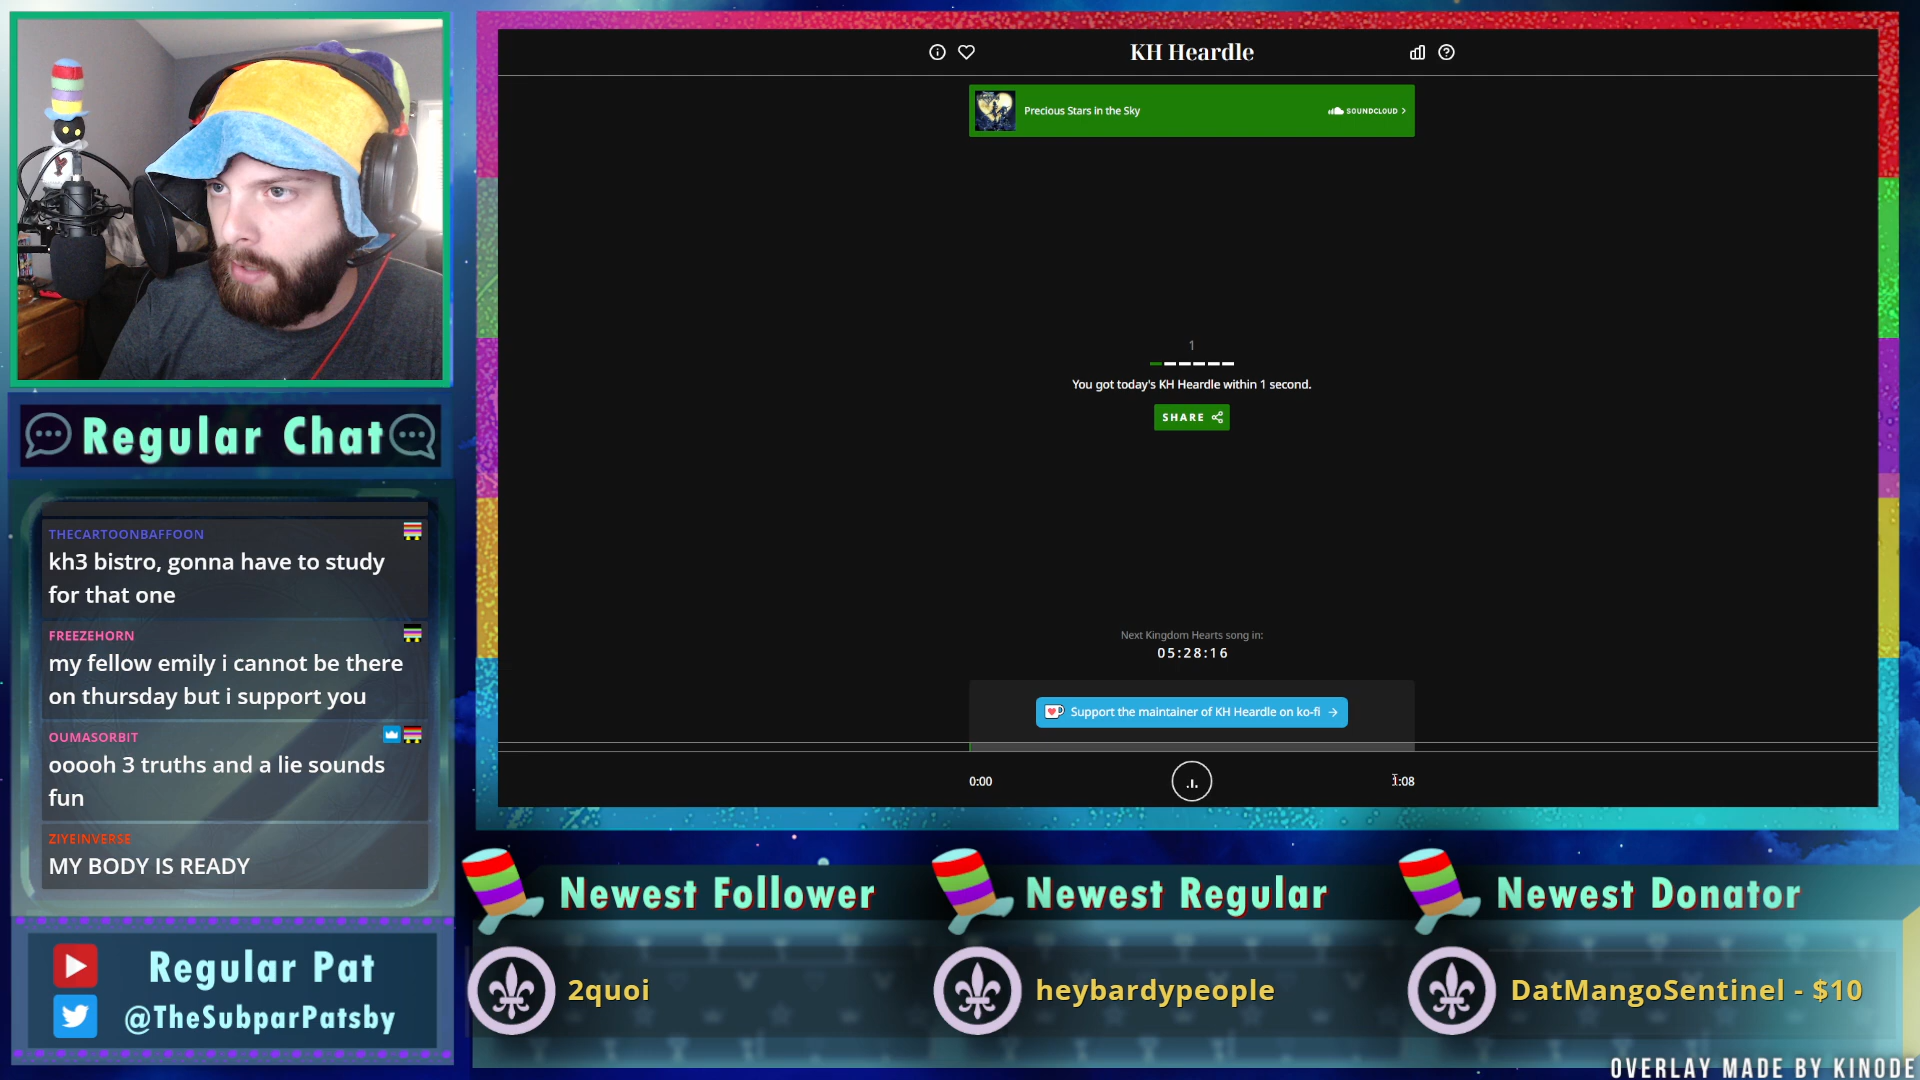 KH Heardle
Precious Stars in the Sky
SOUNDCLOUD
1
You got today's KH Heardle within 1 second.
SHARE
Next Kingdom Hearts song in:
05:28:16
Support the maintainer of KH Heardle on ko-fi
0:00
1:08
Regular Chat
THECARTOONBAFFOON
kh3 bistro, gonna have to study
for that one
FREEZEHORN
my fellow emily i cannot be there
on thursday but i support you
OUMASORBIT
ooooh 3 truths and a lie sounds
fun
ZIYEINVERSE
MY BODY IS READY
Regular Pat
@TheSubparPatsby
Newest Follower
2quoi
Newest Regular
heybardypeople
Newest Donator
DatMangoSentinel - $10
OVERLAY MADE BY KINODE